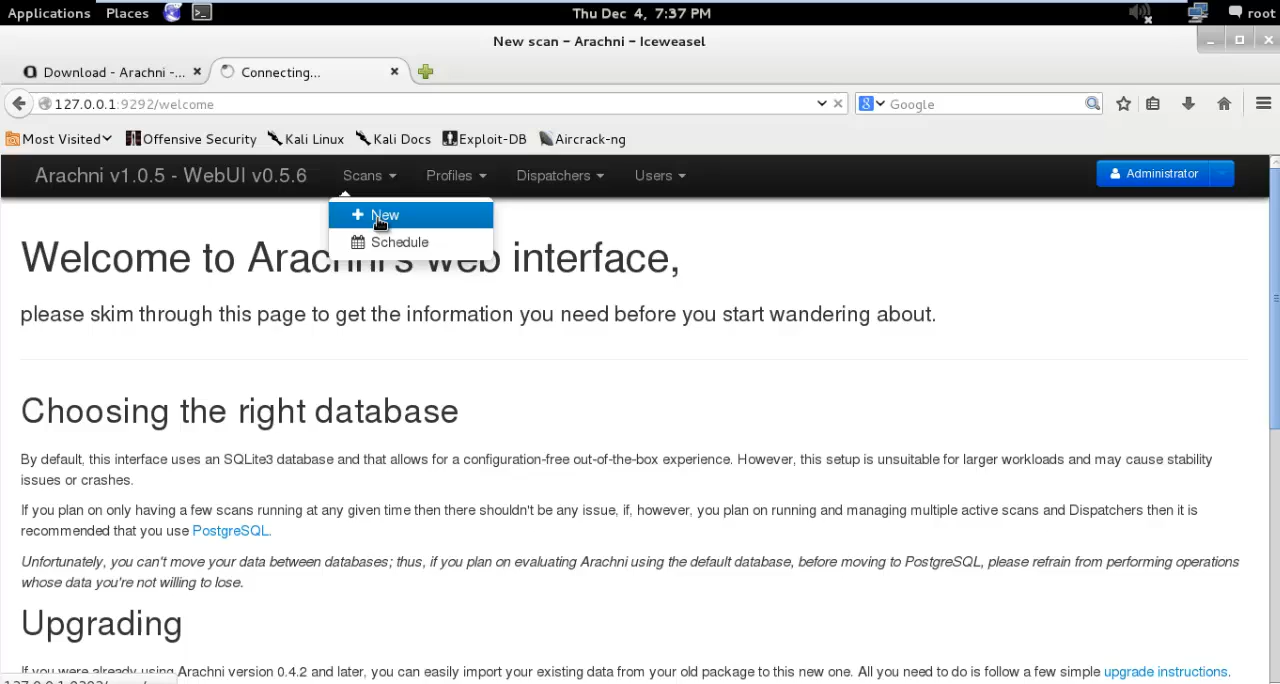 Applications Places Thu Dec 4, 7:37 PM root
New scan - Arachni - Iceweasel
Download - Arachni -... Connecting...
127.0.0.1:9292/welcome Google
Most Visited Offensive Security Kali Linux Kali Docs Exploit-DB Aircrack-ng
Arachni v1.0.5 - WebUI v0.5.6 Scans Profiles Dispatchers Users Administrator
New
Schedule
Welcome to Arachni's web interface,
please skim through this page to get the information you need before you start wandering about.
Choosing the right database
By default, this interface uses an SQLite3 database and that allows for a configuration-free out-of-the-box experience. However, this setup is unsuitable for larger workloads and may cause stability
issues or crashes.
If you plan on only having a few scans running at any given time then there shouldn't be any issue, if, however, you plan on running and managing multiple active scans and Dispatchers then it is
recommended that you use PostgreSQL.
Unfortunately, you can't move your data between databases; thus, if you plan on evaluating Arachni using the default database, before moving to PostgreSQL, please refrain from performing operations
whose data you're not willing to lose.
Upgrading
If you were already using Arachni version 0.4.2 and later, you can easily import your existing data from your old package to this new one. All you need to do is follow a few simple upgrade instructions.